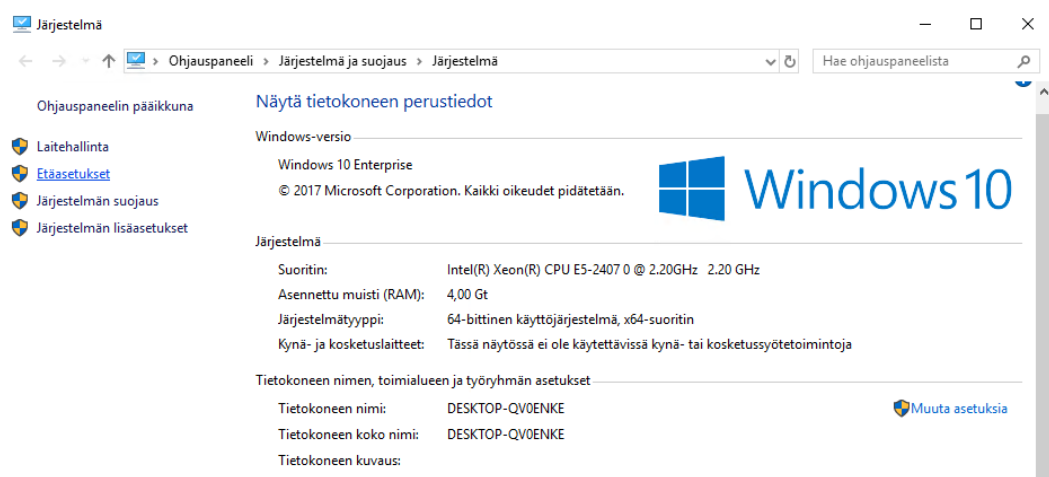 Järjestelmä
Ohjauspaneeli › Järjestelmä ja suojaus › Järjestelmä
Hae ohjauspaneelista
Ohjauspaneelin pääikkuna
Laitehallinta
Etäasetukset
Järjestelmän suojaus
Järjestelmän lisäasetukset
Näytä tietokoneen perustiedot
Windows-versio
Windows 10 Enterprise
© 2017 Microsoft Corporation. Kaikki oikeudet pidätetään.
Windows 10
Järjestelmä
Suoritin: Intel(R) Xeon(R) CPU E5-2407 0 @ 2.20GHz 2.20 GHz
Asennettu muisti (RAM): 4,00 Gt
Järjestelmätyyppi: 64-bittinen käyttöjärjestelmä, x64-suoritin
Kynä- ja kosketuslaitteet: Tässä näytössä ei ole käytettävissä kynä- tai kosketussyötetoimintoja
Tietokoneen nimen, toimialueen ja työryhmän asetukset
Tietokoneen nimi: DESKTOP-QV0ENKE Muuta asetuksia
Tietokoneen koko nimi: DESKTOP-QV0ENKE
Tietokoneen kuvaus: